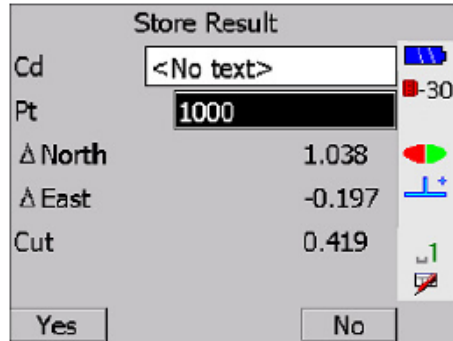 Store Result
Cd <No text>
-30
Pt 1000
Δ North 1.038
Δ East -0.197
Cut 0.419
1
Yes No